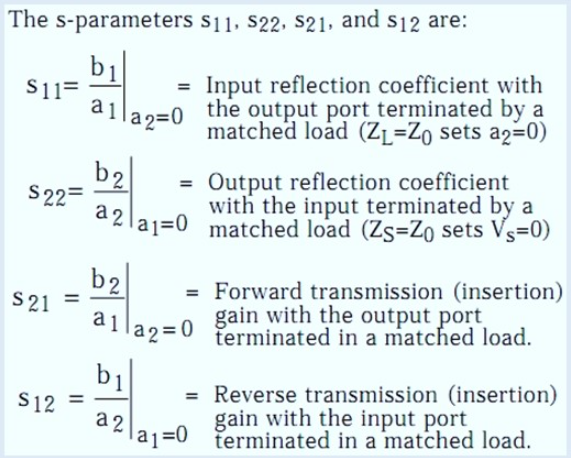 The s-parameters s11, s22, s21, and s12 are:
s11= b1/a1 |a2=0 = Input reflection coefficient with
the output port terminated by a
matched load (ZL=Z0 sets a2=0)
s22= b2/a2 |a1=0 = Output reflection coefficient
with the input terminated by a
matched load (ZS=Z0 sets Vs=0)
s21 = b2/a1 |a2=0 = Forward transmission (insertion)
gain with the output port
terminated in a matched load.
s12 = b1/a2 |a1=0 = Reverse transmission (insertion)
gain with the input port
terminated in a matched load.